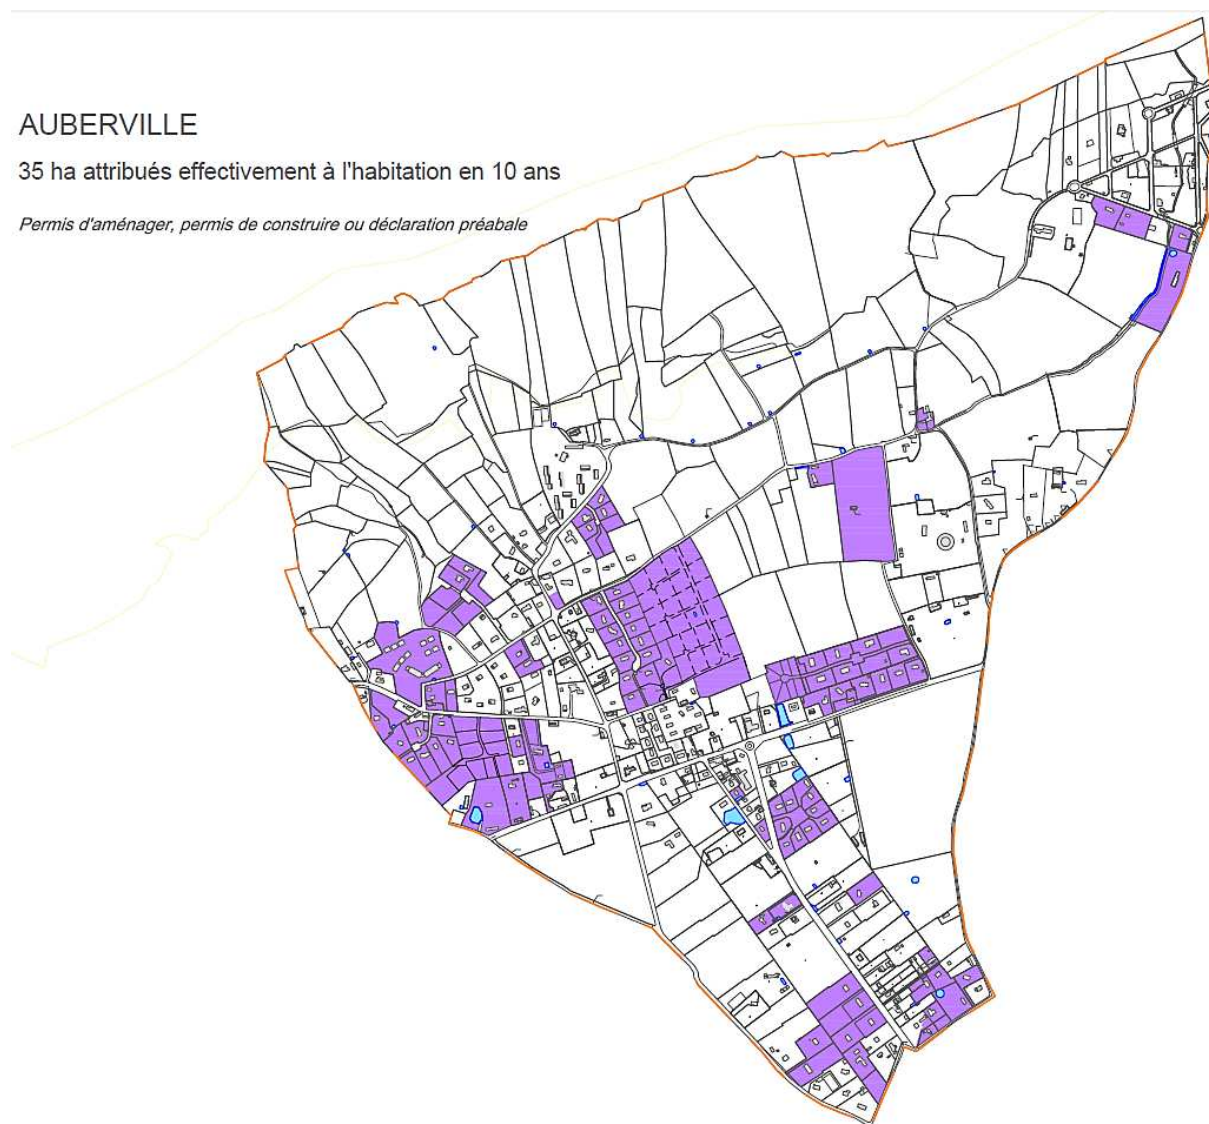 AUBERVILLE
35 ha attribués effectivement à l'habitation en 10 ans
Permis d'aménager, permis de construire ou déclaration préabale